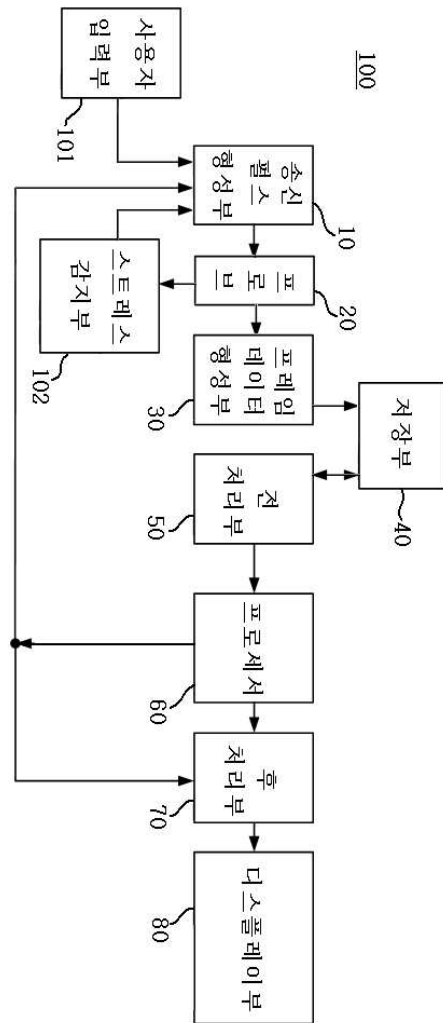 100
사용자
입력부
101
송신
펄스
형성부
10
스트레스
감지부
102
프로
브
20
프레임
데이터
형성부
30
저장부
40
전
처리부
50
프로세서
60
후
처리부
70
디스플레이부
80